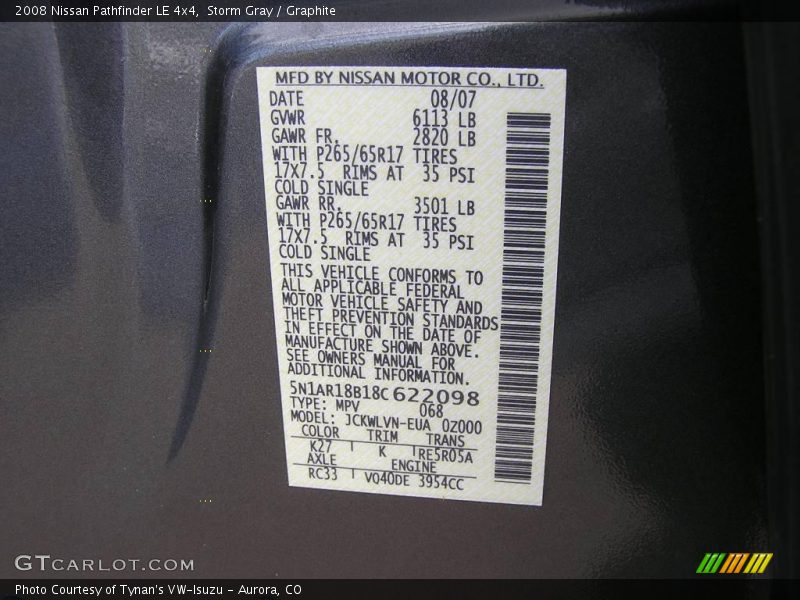 2008 Nissan Pathfinder LE 4x4,  Storm Gray / Graphite
MFD BY NISSAN MOTOR CO., LTD.
DATE 08/07
GVWR 6113 LB
GAWR FR. 2820 LB
WITH P265/65R17 TIRES
17X7.5 RIMS AT 35 PSI
COLD SINGLE
GAWR RR. 3501 LB
WITH P265/65R17 TIRES
17X7.5 RIMS AT 35 PSI
COLD SINGLE
THIS VEHICLE CONFORMS TO
ALL APPLICABLE FEDERAL
MOTOR VEHICLE SAFETY AND
THEFT PREVENTION STANDARDS
IN EFFECT ON THE DATE OF
MANUFACTURE SHOWN ABOVE.
SEE OWNERS MANUAL FOR
ADDITIONAL INFORMATION.
5N1AR18B18C622098
TYPE: MPV 068
MODEL: JCKWLVN-EUA 0Z000
COLOR TRIM TRANS
K27 K RE5R05A
AXLE ENGINE
RC33 VQ40DE 3954CC
GTCARLOT.COM
Photo Courtesy of Tynan's VW-Isuzu - Aurora, CO